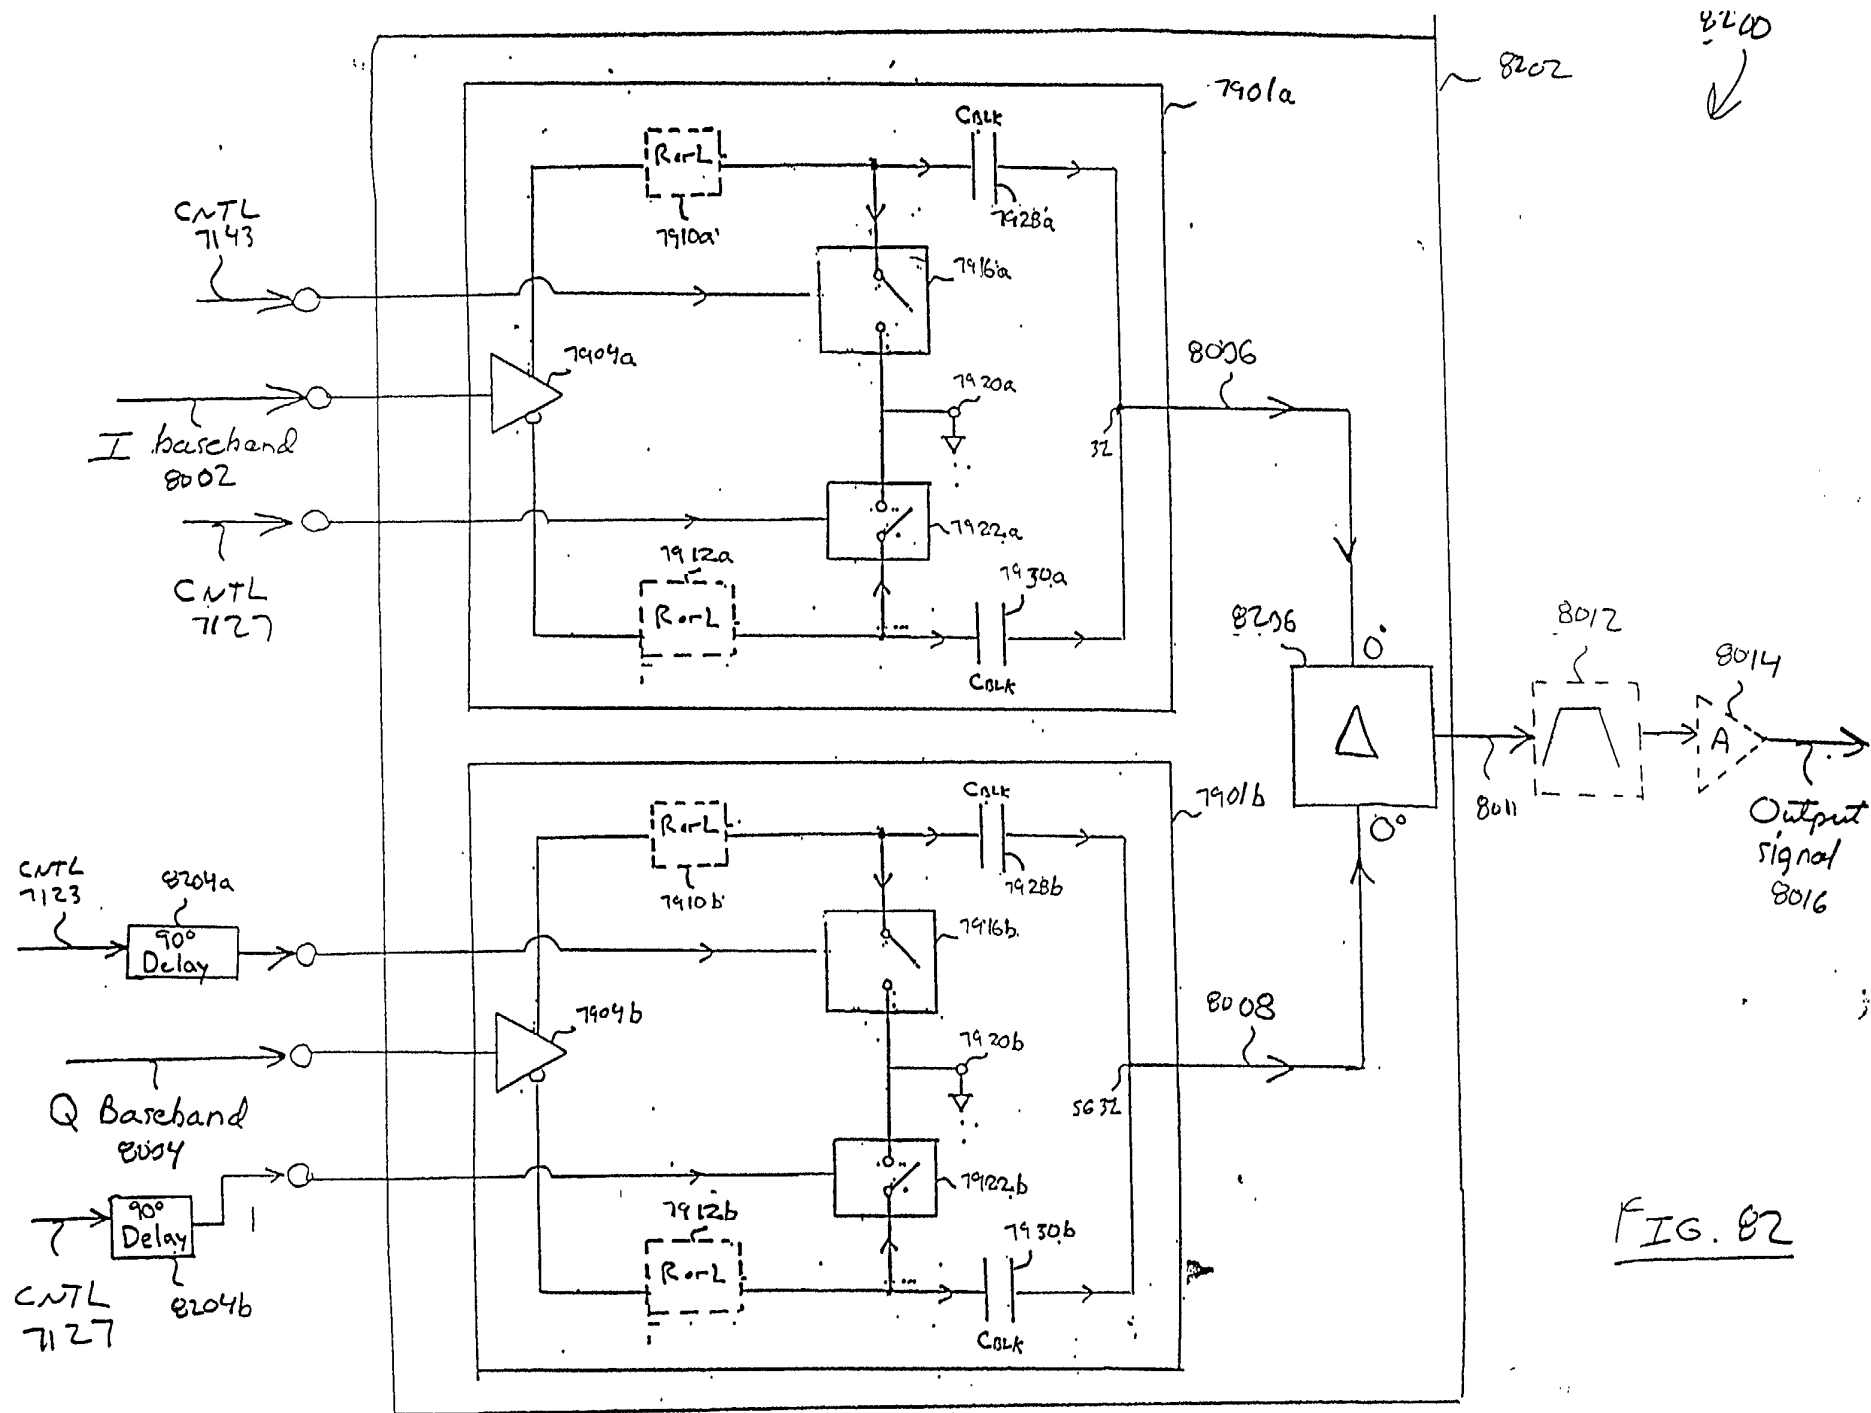 8200
8202
7901a
CBLK
R or L
7910a
7928a
CNTL
7143
7916a
7904a
7920a
8006
I baseband
8002
32
7922a
7912a
7930a
CNTL
7127
R or L
CBLK
8206
0°
8012
8014
Δ
A
8011
0°
Output
signal
8016
7901b
CBLK
R or L
7910b
7928b
CNTL
7123
8204a
90°
Delay
7916b
7904b
7920b
8008
Q Baseband
8004
5632
7922b
7912b
7930b
90°
Delay
R or L
CNTL
7127
8204b
CBLK
FIG. 82